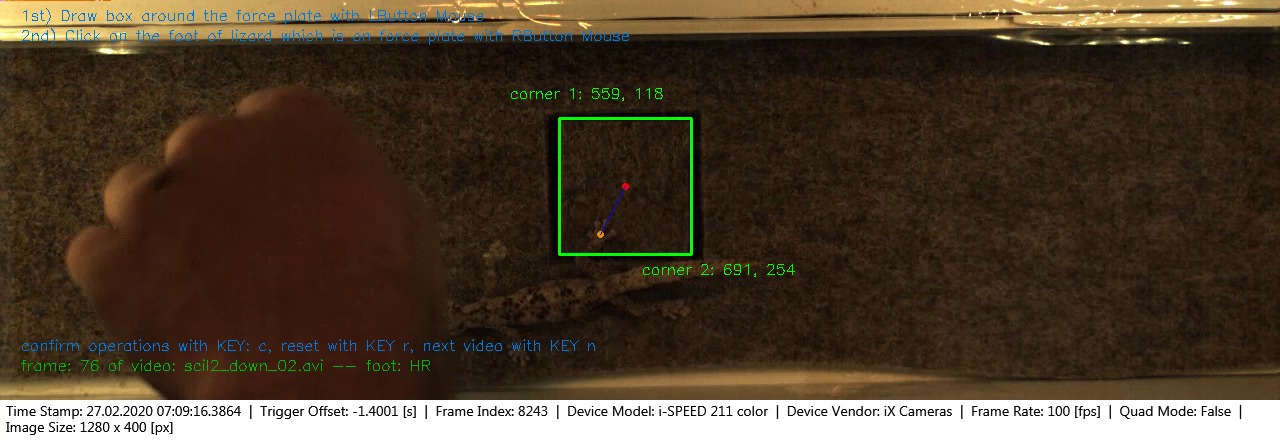 1st) Draw box around the force plate with LButton Mouse
2nd) Click on the foot of lizard which is on force plate with RButton Mouse
corner 1: 559, 118
corner 2: 691, 254
confirm operations with KEY: c, reset with KEY r, next video with KEY n
frame: 76 of video: scil2_down_02.avi -- foot: HR
Time Stamp: 27.02.2020 07:09:16.3864 | Trigger Offset: -1.4001 [s] | Frame Index: 8243 | Device Model: i-SPEED 211 color | Device Vendor: iX Cameras | Frame Rate: 100 [fps] | Quad Mode: False |
Image Size: 1280 x 400 [px]